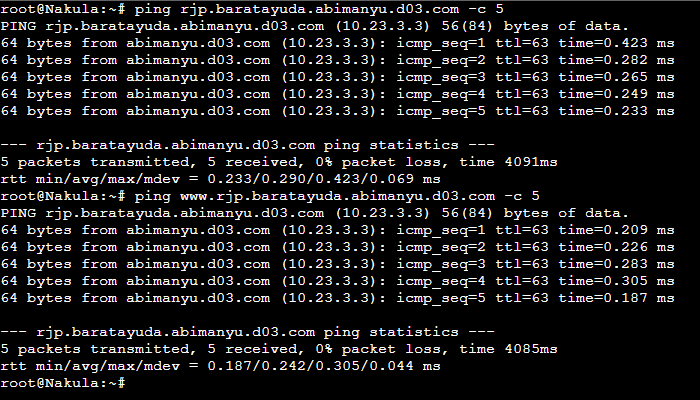 root@Nakula:~# ping rjp.baratayuda.abimanyu.d03.com -c 5
PING rjp.baratayuda.abimanyu.d03.com (10.23.3.3) 56(84) bytes of data.
64 bytes from abimanyu.d03.com (10.23.3.3): icmp_seq=1 ttl=63 time=0.423 ms
64 bytes from abimanyu.d03.com (10.23.3.3): icmp_seq=2 ttl=63 time=0.282 ms
64 bytes from abimanyu.d03.com (10.23.3.3): icmp_seq=3 ttl=63 time=0.265 ms
64 bytes from abimanyu.d03.com (10.23.3.3): icmp_seq=4 ttl=63 time=0.249 ms
64 bytes from abimanyu.d03.com (10.23.3.3): icmp_seq=5 ttl=63 time=0.233 ms

--- rjp.baratayuda.abimanyu.d03.com ping statistics ---
5 packets transmitted, 5 received, 0% packet loss, time 4091ms
rtt min/avg/max/mdev = 0.233/0.290/0.423/0.069 ms
root@Nakula:~# ping www.rjp.baratayuda.abimanyu.d03.com -c 5
PING rjp.baratayuda.abimanyu.d03.com (10.23.3.3) 56(84) bytes of data.
64 bytes from abimanyu.d03.com (10.23.3.3): icmp_seq=1 ttl=63 time=0.209 ms
64 bytes from abimanyu.d03.com (10.23.3.3): icmp_seq=2 ttl=63 time=0.226 ms
64 bytes from abimanyu.d03.com (10.23.3.3): icmp_seq=3 ttl=63 time=0.283 ms
64 bytes from abimanyu.d03.com (10.23.3.3): icmp_seq=4 ttl=63 time=0.305 ms
64 bytes from abimanyu.d03.com (10.23.3.3): icmp_seq=5 ttl=63 time=0.187 ms

--- rjp.baratayuda.abimanyu.d03.com ping statistics ---
5 packets transmitted, 5 received, 0% packet loss, time 4085ms
rtt min/avg/max/mdev = 0.187/0.242/0.305/0.044 ms
root@Nakula:~#